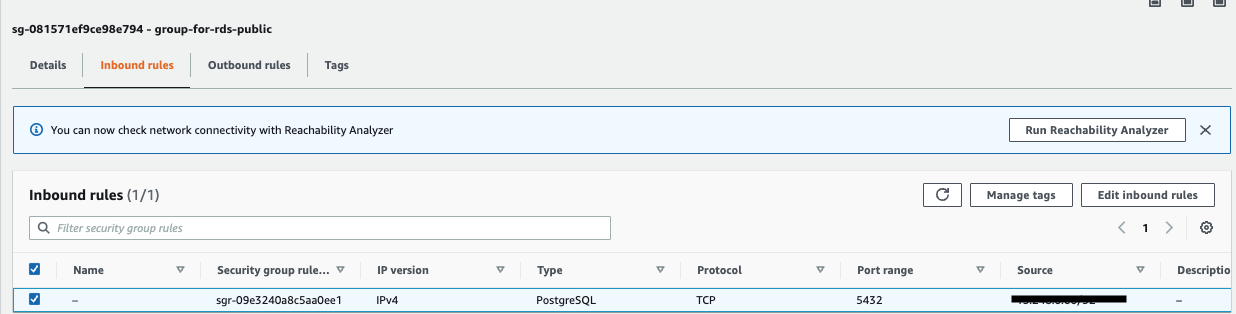 sg-081571ef9ce98e794 - group-for-rds-public
Details Inbound rules Outbound rules Tags
You can now check network connectivity with Reachability Analyzer Run Reachability Analyzer
Inbound rules (1/1) Manage tags Edit inbound rules
Filter security group rules 1
Name Security group rule... IP version Type Protocol Port range Source Descriptio
– sgr-09e3240a8c5aa0ee1 IPv4 PostgreSQL TCP 5432 –